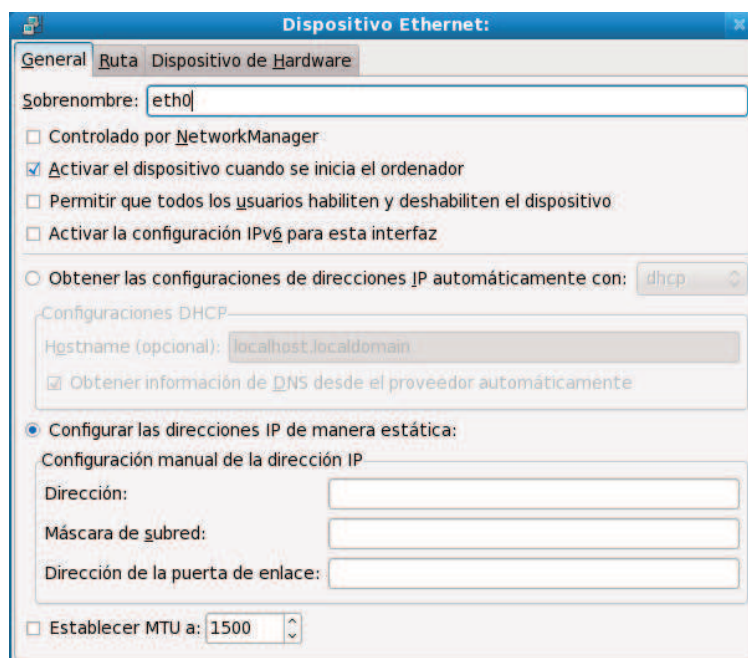 Dispositivo Ethernet:
General Ruta Dispositivo de Hardware
Sobrenombre: eth0
Controlado por NetworkManager
Activar el dispositivo cuando se inicia el ordenador
Permitir que todos los usuarios habiliten y deshabiliten el dispositivo
Activar la configuración IPv6 para esta interfaz
Obtener las configuraciones de direcciones IP automáticamente con: dhcp
Configuraciones DHCP
Hostname (opcional): localhost.localdomain
Obtener información de DNS desde el proveedor automáticamente
Configurar las direcciones IP de manera estática:
Configuración manual de la dirección IP
Dirección:
Máscara de subred:
Dirección de la puerta de enlace:
Establecer MTU a: 1500